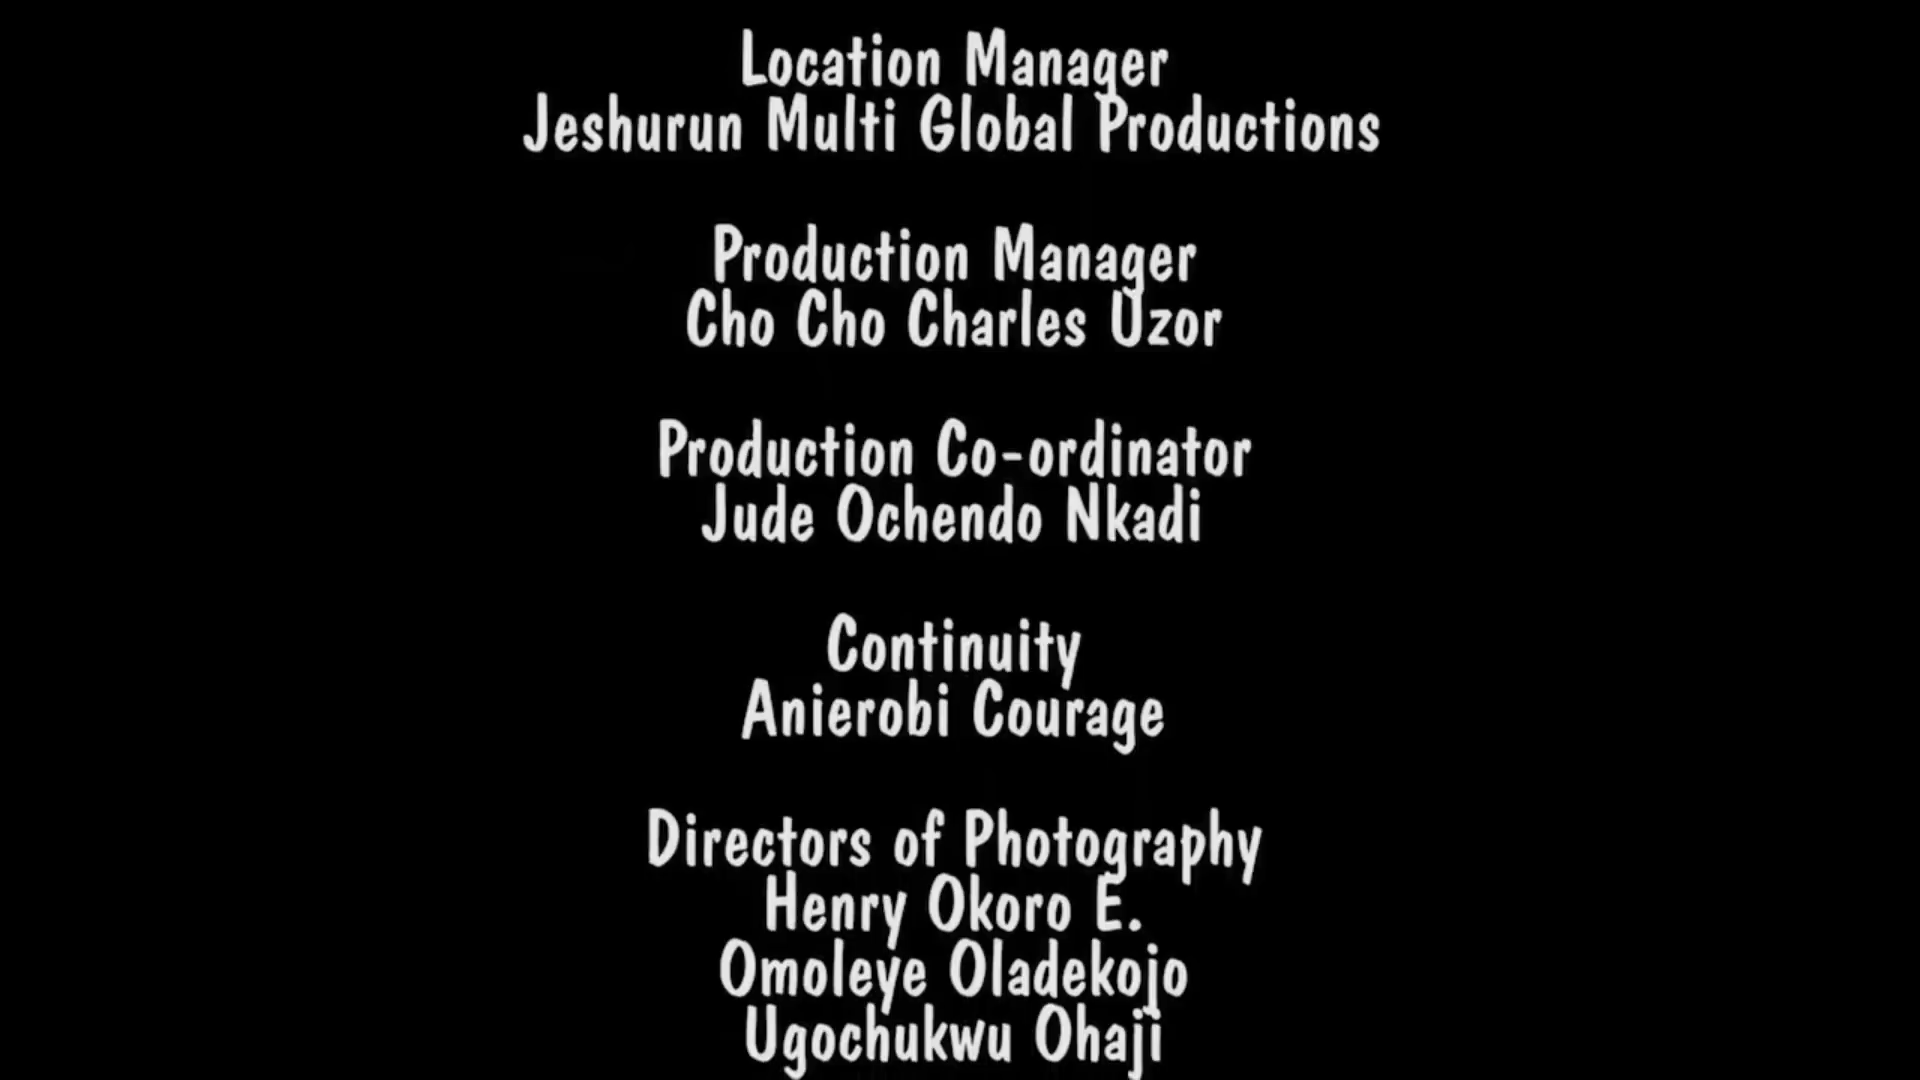 Location Manager
Jeshurun Multi Global Productions
Production Manager
Cho Cho Charles Uzor
Production Co-ordinator
Jude Ochendo Nkadi
Continuity
Anierobi Courage
Directors of Photography
Henry Okoro E.
Omoleye Oladekojo
Ugochukwu Ohaji